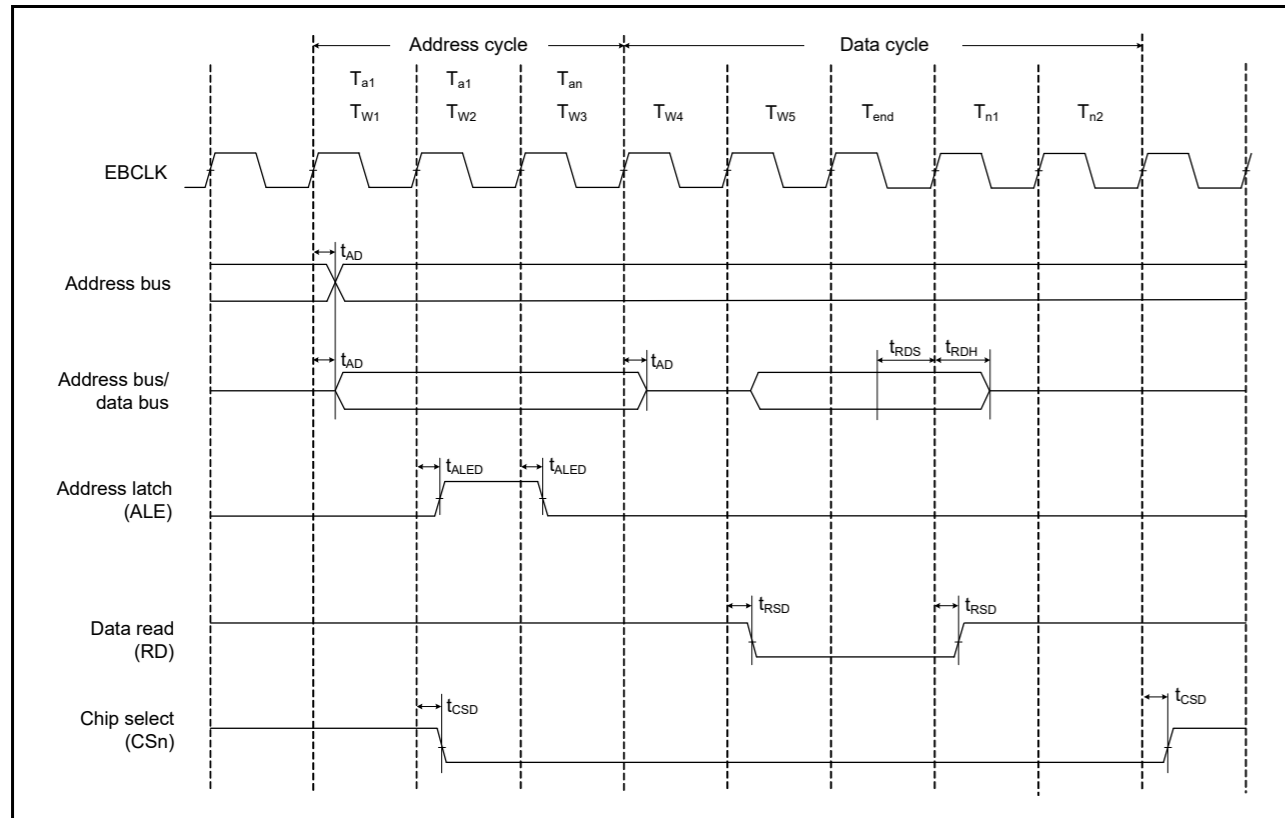 Address cycle Data cycle
Ta1 Ta1 Tan
TW1 TW2 TW3 TW4 TW5 Tend Tn1 Tn2
EBCLK
tAD
Address bus
tAD tAD tRDS tRDH
Address bus/
data bus
tALED tALED
Address latch
(ALE)
tRSD tRSD
Data read
(RD)
tCSD tCSD
Chip select
(CSn)